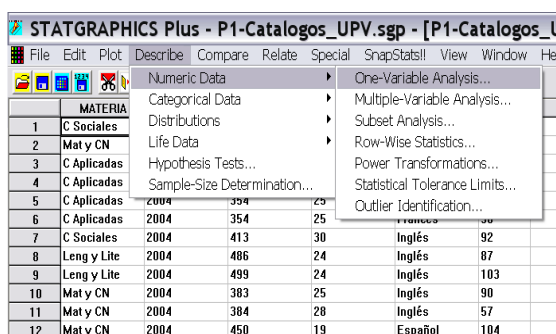 STATGRAPHICS Plus - P1-Catalogos_UPV.sgp - [P1-Catalogos_U
File Edit Plot Describe Compare Relate Special SnapStats!! View Window He
Numeric Data One-Variable Analysis...
Categorical Data Multiple-Variable Analysis...
Distributions Subset Analysis...
Life Data Row-Wise Statistics...
Hypothesis Tests... Power Transformations...
Sample-Size Determination... Statistical Tolerance Limits...
Outlier Identification...
MATERIA
1 C Sociales
2 Mat y CN
3 C Aplicadas
4 C Aplicadas
5 C Aplicadas 2004 354 25
6 C Aplicadas 2004 354 25
7 C Sociales 2004 413 30 Inglés 92
8 Leng y Lite 2004 486 24 Inglés 87
9 Leng y Lite 2004 499 24 Inglés 103
10 Mat y CN 2004 383 25 Inglés 90
11 Mat y CN 2004 384 28 Inglés 57
12 Mat y CN 2004 450 19 Español 104